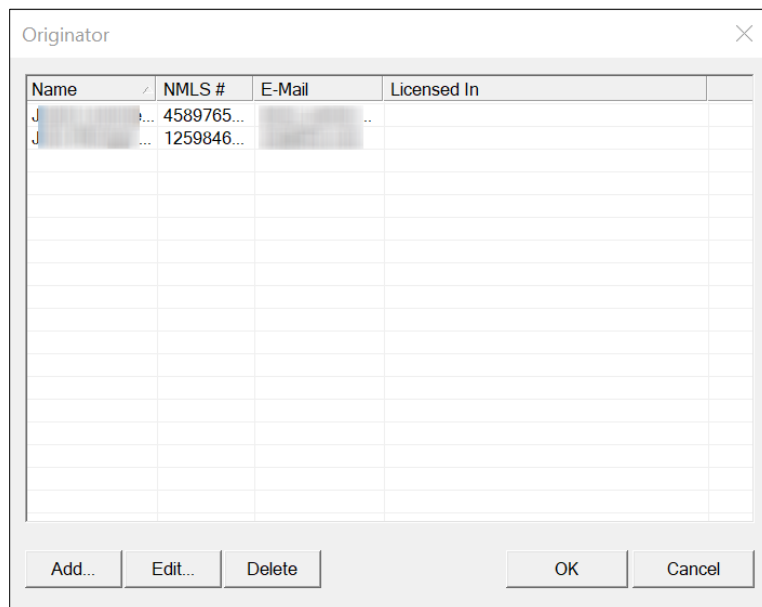 Originator
Name NMLS # E-Mail Licensed In
J e... 4589765... ..
J ... 1259846...
Add... Edit... Delete OK Cancel